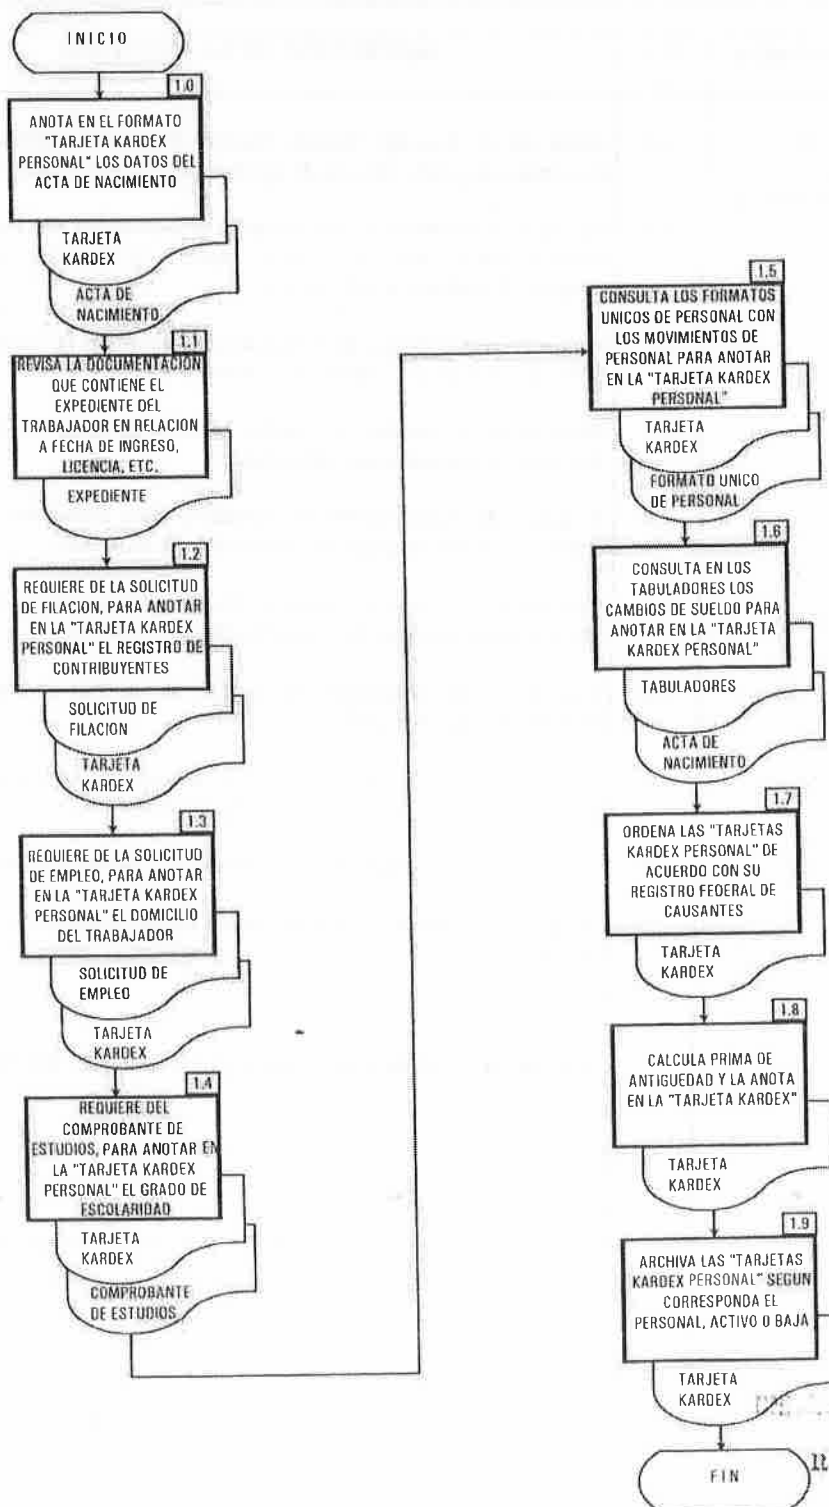 INICIO
1.0
ANOTA EN EL FORMATO
"TARJETA KARDEX
PERSONAL" LOS DATOS DEL
ACTA DE NACIMIENTO
TARJETA
KARDEX
ACTA DE
NACIMIENTO
1.1
REVISA LA DOCUMENTACION
QUE CONTIENE EL
EXPEDIENTE DEL
TRABAJADOR EN RELACION
A FECHA DE INGRESO,
LICENCIA, ETC.
EXPEDIENTE
1.2
REQUIERE DE LA SOLICITUD
DE FILACION, PARA ANOTAR
EN LA "TARJETA KARDEX
PERSONAL" EL REGISTRO DE
CONTRIBUYENTES
SOLICITUD DE
FILACION
TARJETA
KARDEX
1.3
REQUIERE DE LA SOLICITUD
DE EMPLEO, PARA ANOTAR
EN LA "TARJETA KARDEX
PERSONAL" EL DOMICILIO
DEL TRABAJADOR
SOLICITUD DE
EMPLEO
TARJETA
KARDEX
1.4
REQUIERE DEL
COMPROBANTE DE
ESTUDIOS, PARA ANOTAR EN
LA "TARJETA KARDEX
PERSONAL" EL GRADO DE
ESCOLARIDAD
TARJETA
KARDEX
COMPROBANTE
DE ESTUDIOS
1.5
CONSULTA LOS FORMATOS
UNICOS DE PERSONAL CON
LOS MOVIMIENTOS DE
PERSONAL PARA ANOTAR
EN LA "TARJETA KARDEX
PERSONAL"
TARJETA
KARDEX
FORMATO UNICO
DE PERSONAL
1.6
CONSULTA EN LOS
TABULADORES LOS
CAMBIOS DE SUELDO PARA
ANOTAR EN LA "TARJETA
KARDEX PERSONAL"
TABULADORES
ACTA DE
NACIMIENTO
1.7
ORDENA LAS "TARJETAS
KARDEX PERSONAL" DE
ACUERDO CON SU
REGISTRO FEDERAL DE
CAUSANTES
TARJETA
KARDEX
1.8
CALCULA PRIMA DE
ANTIGUEDAD Y LA ANOTA
EN LA "TARJETA KARDEX"
TARJETA
KARDEX
1.9
ARCHIVA LAS "TARJETAS
KARDEX PERSONAL" SEGUN
CORRESPONDA EL
PERSONAL, ACTIVO O BAJA
TARJETA
KARDEX
FIN